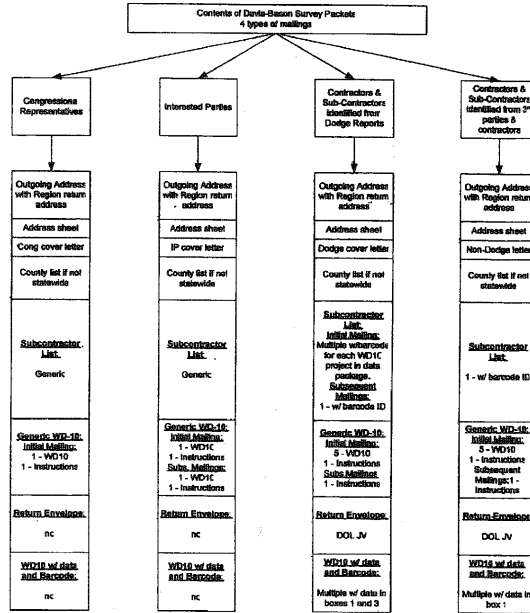 Contents of Davis-Bacon Survey Packets
4 types of mailings
Congressiona
Representatives
Interested Parties
Contractors &
Sub-Contractors
Identified from
Dodge Reports
Contractors &
Sub-Contractors
identified from 3rd
parties &
contractors
Outgoing Address
with Region return
address
Address sheet
Cong cover letter
County list if not
statewide
Subcontractor
List:
Generic
Generic WD-10:
Initial Mailing:
1 - WD10
1 - Instructions
Return Envelope:
nc
WD10 w/ data
and Barcode:
nc
Outgoing Address
with Region return
address
Address sheet
IP cover letter
County list if not
statewide
Subcontractor
List:
Generic
Generic WD-10:
Initial Mailing:
1 - WD10
1 - Instructions
Subs. Mailings:
1 - WD10
1 - Instructions
Return Envelope:
nc
WD10 w/ data
and Barcode:
nc
Outgoing Address
with Region return
address
Address sheet
Dodge cover letter
County list if not
statewide
Subcontractor
List:
Initial Mailing:
Multiple w/barcode
for each WD10
project in data
package.
Subsequent
Mailings:
1 - w/ barcode ID
Generic WD-10:
Initial Mailing:
5 - WD10
1 - Instructions
Subs Mailings
1 - Instructions
Return Envelope:
DOL JV
WD10 w/ data
and Barcode:
Multiple w/ data in
boxes 1 and 3
Outgoing Address
with Region return
address
Address sheet
Non-Dodge letter
County list if not
statewide
Subcontractor
List:
1 - w/ barcode ID
Generic WD-10:
Initial Mailing:
5 - WD10
1 - Instructions
Subsequent
Mailings:1 -
Instructions
Return Envelope:
DOL JV
WD10 w/ data
and Barcode:
Multiple w/ data in
box 1